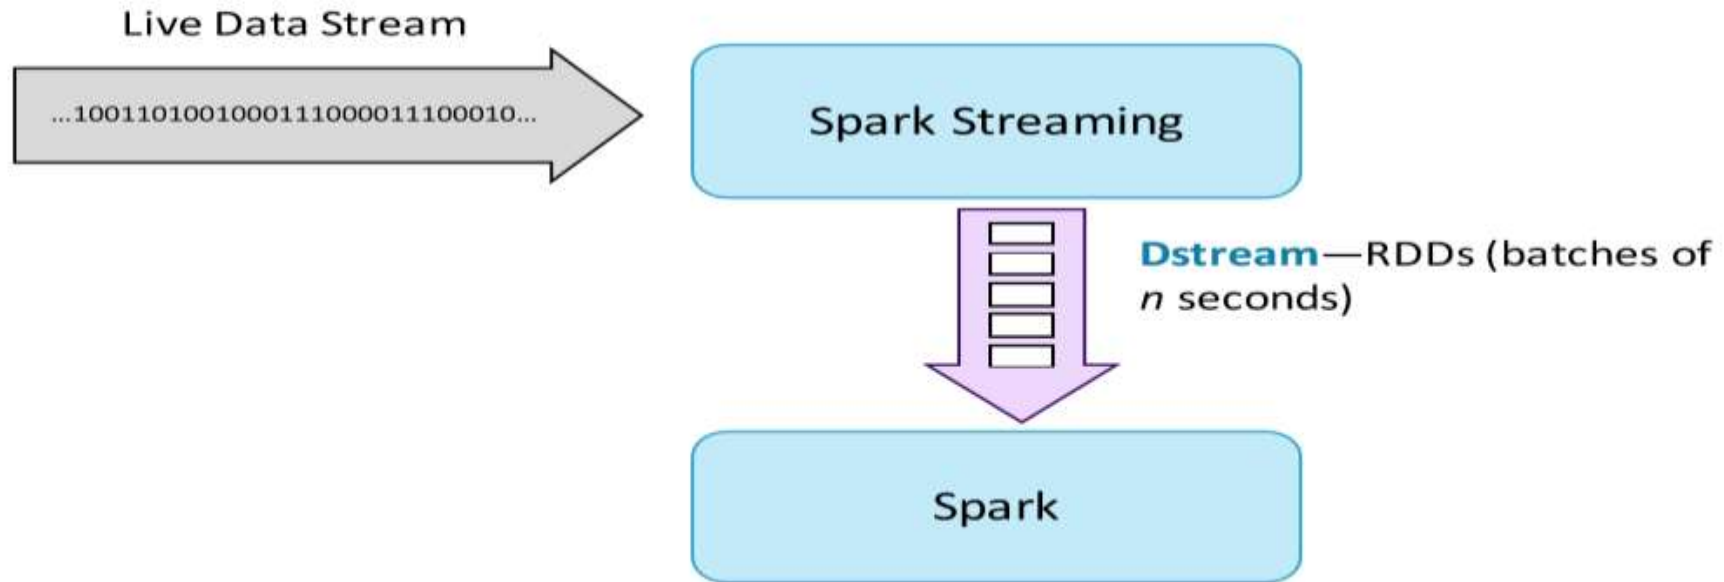 Live Data Stream
...1001101001000111000011100010...
Spark Streaming
Dstream—RDDs (batches of
n seconds)
Spark